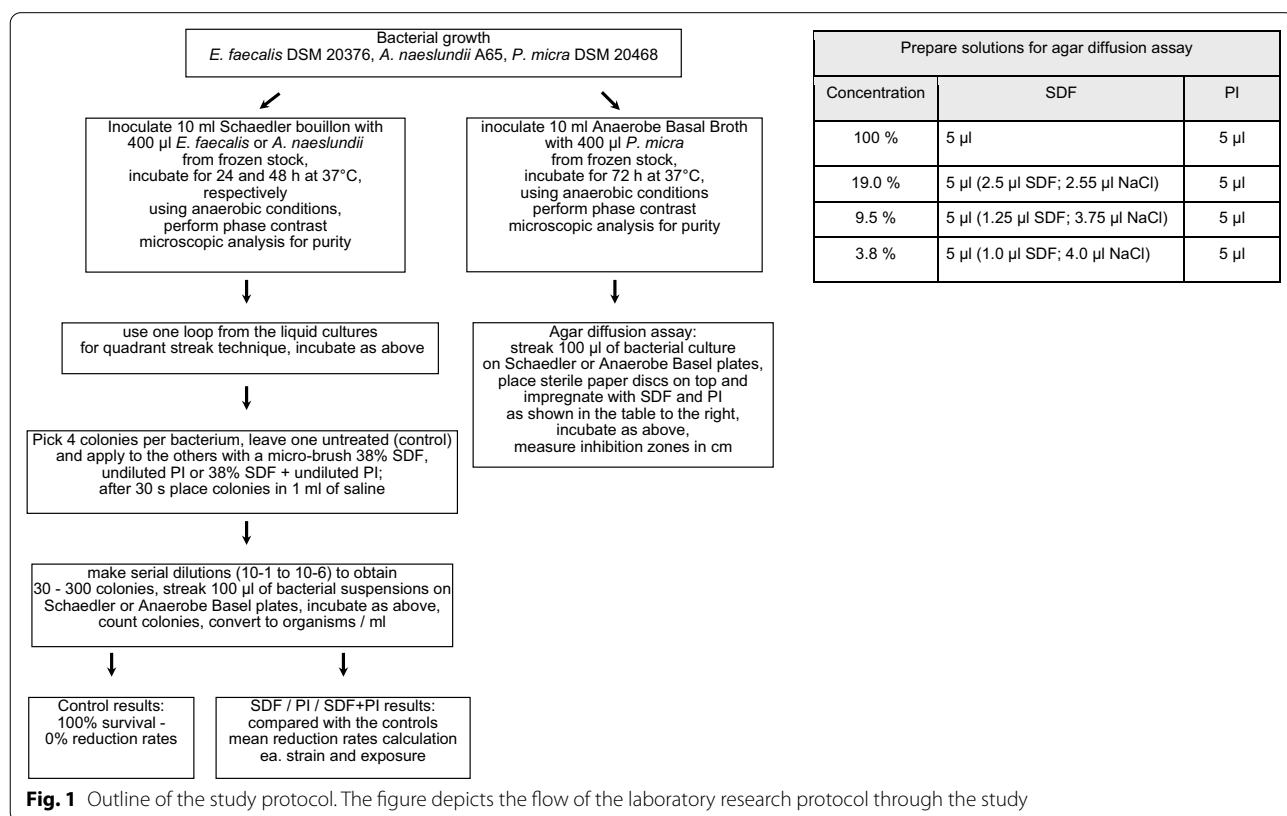 Bacterial growth
E. faecalis DSM 20376, A. naeslundii A65, P. micra DSM 20468
Inoculate 10 ml Schaedler bouillon with
400 µl E. faecalis or A. naeslundii
from frozen stock,
incubate for 24 and 48 h at 37°C,
respectively
using anaerobic conditions,
perform phase contrast
microscopic analysis for purity
inoculate 10 ml Anaerobe Basal Broth
with 400 µl P. micra
from frozen stock,
incubate for 72 h at 37°C,
using anaerobic conditions
perform phase contrast
microscopic analysis for purity
use one loop from the liquid cultures
for quadrant streak technique, incubate as above
Agar diffusion assay:
streak 100 µl of bacterial culture
on Schaedler or Anaerobe Basel plates,
place sterile paper discs on top and
impregnate with SDF and PI
as shown in the table to the right,
incubate as above,
measure inhibition zones in cm
Pick 4 colonies per bacterium, leave one untreated (control)
and apply to the others with a micro-brush 38% SDF,
undiluted PI or 38% SDF + undiluted PI;
after 30 s place colonies in 1 ml of saline
make serial dilutions (10-1 to 10-6) to obtain
30 - 300 colonies, streak 100 µl of bacterial suspensions on
Schaedler or Anaerobe Basel plates, incubate as above,
count colonies, convert to organisms / ml
Control results:
100% survival -
0% reduction rates
SDF / PI / SDF+PI results:
compared with the controls
mean reduction rates calculation
ea. strain and exposure
Prepare solutions for agar diffusion assay
Concentration SDF PI
100 % 5 µl 5 µl
19.0 % 5 µl (2.5 µl SDF; 2.55 µl NaCl) 5 µl
9.5 % 5 µl (1.25 µl SDF; 3.75 µl NaCl) 5 µl
3.8 % 5 µl (1.0 µl SDF; 4.0 µl NaCl) 5 µl
Fig. 1 Outline of the study protocol. The figure depicts the flow of the laboratory research protocol through the study